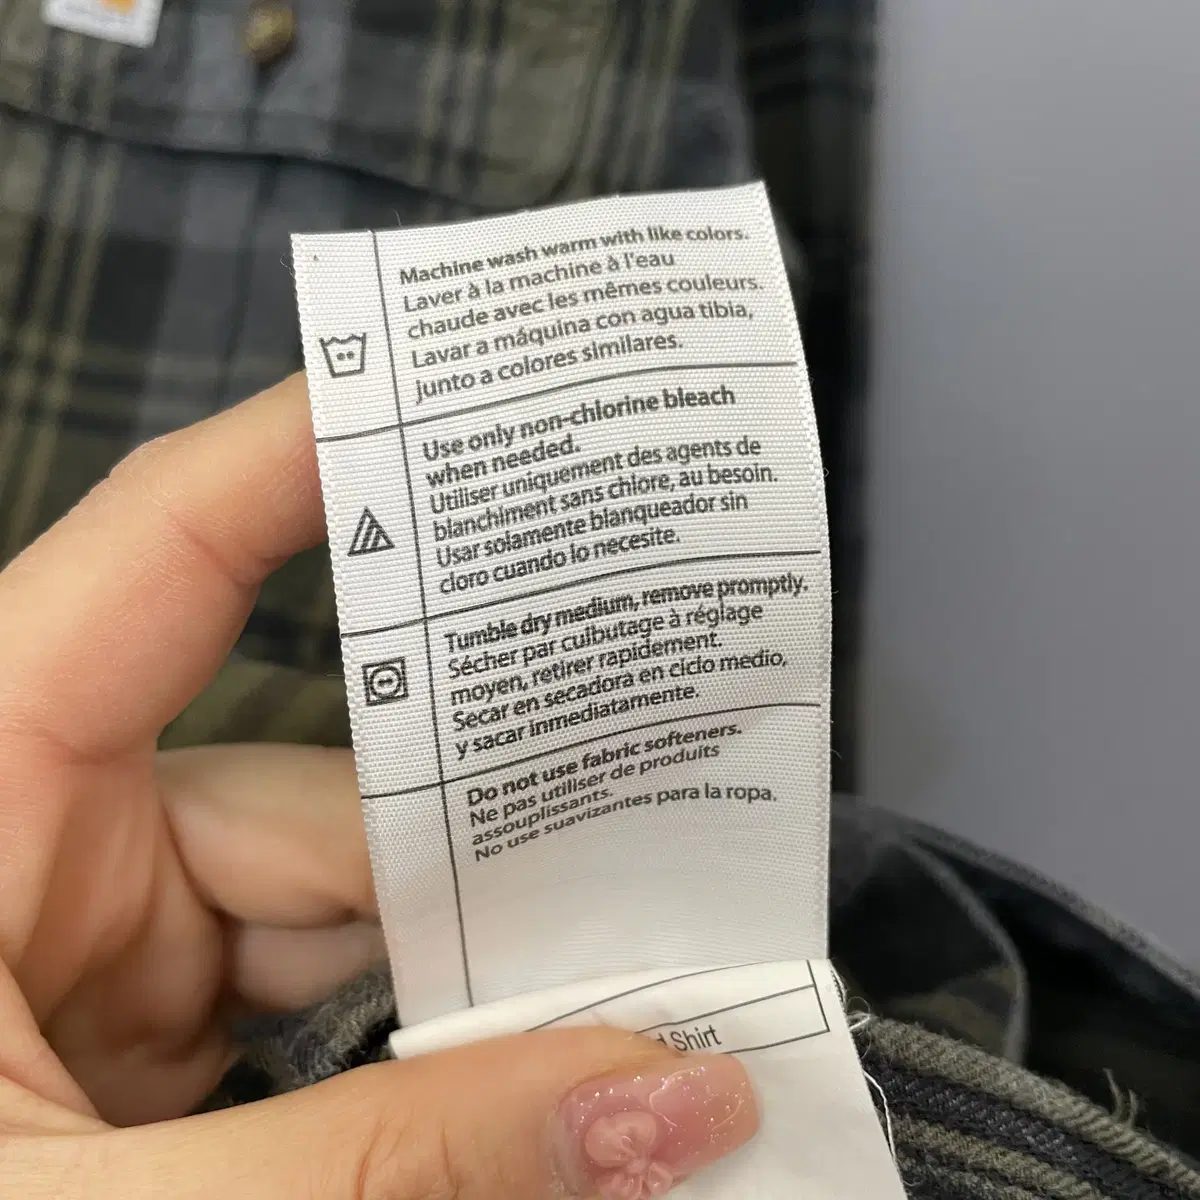 Machine wash warm with like colors.
Laver à la machine à l'eau
chaude avec les mêmes couleurs.
Lavar a máquina con agua tibia,
junto a colores similares.
Use only non-chlorine bleach
when needed.
Utiliser uniquement des agents de
blanchiment sans chlore, au besoin.
Usar solamente blanqueador sin
cloro cuando lo necesite.
Tumble dry medium, remove promptly.
Sécher par culbutage à réglage
moyen, retirer rapidement.
Secar en secadora en ciclo medio,
y sacar inmediatamente.
Do not use fabric softeners.
Ne pas utiliser de produits
assouplissants.
No use suavizantes para la ropa.
Shirt